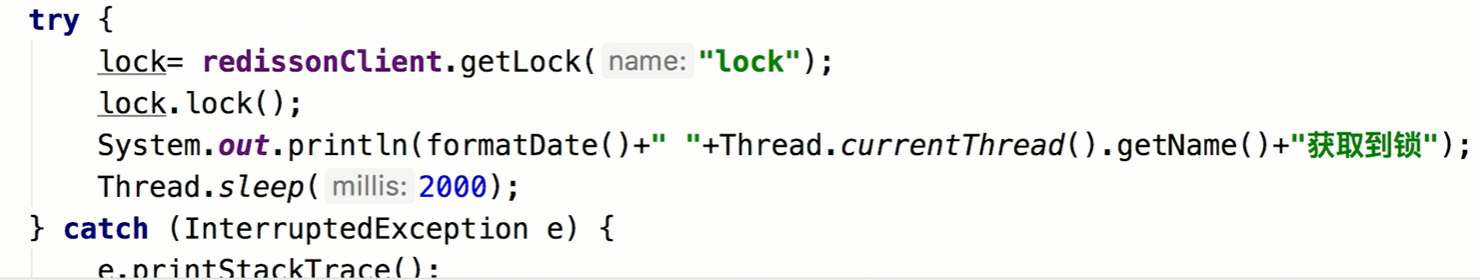 try {
lock= redissonClient.getLock( name: "lock");
lock.lock();
System.out.println(formatDate()+" "+Thread.currentThread().getName()+"获取到锁");
Thread.sleep( millis: 2000);
} catch (InterruptedException e) {
e.printStackTrace();